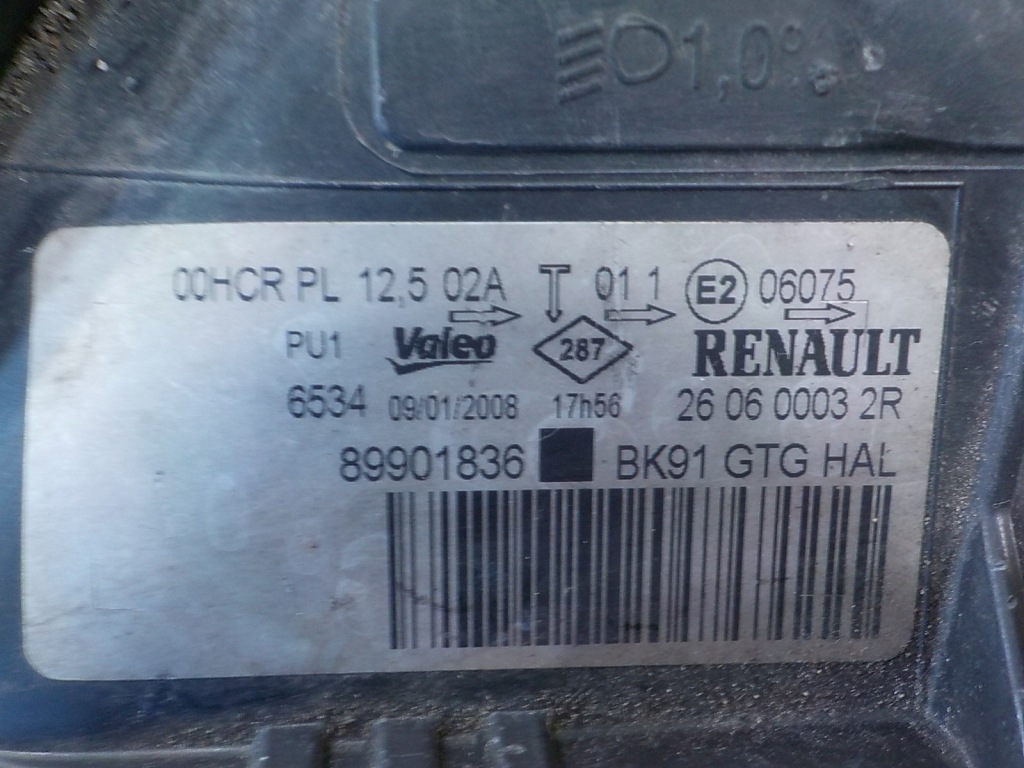 1,0%
00HCR PL 12,5 02A 01 1 E2 06075
PU1 Valeo 287 RENAULT
6534 09/01/2008 17h56 26 06 0003 2R
89901836 BK91 GTG HAL